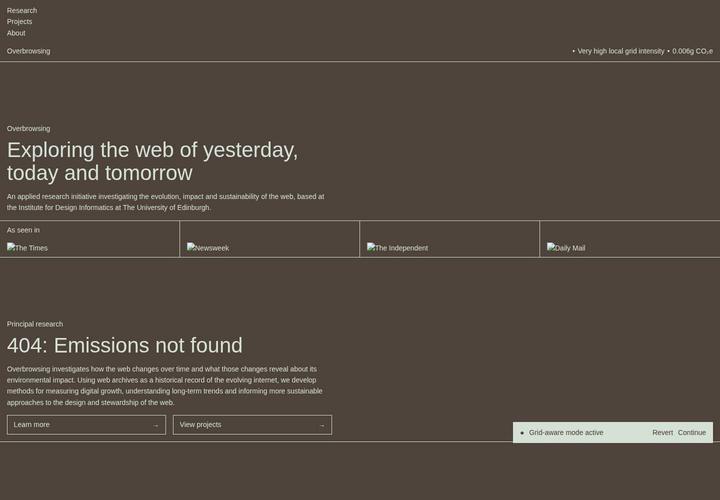 Research
Projects
About
Overbrowsing
• Very high local grid intensity • 0.006g CO₂e
Overbrowsing
Exploring the web of yesterday,
today and tomorrow
An applied research initiative investigating the evolution, impact and sustainability of the web, based at
the Institute for Design Informatics at The University of Edinburgh.
As seen in
The Times
Newsweek
The Independent
Daily Mail
Principal research
404: Emissions not found
Overbrowsing investigates how the web changes over time and what those changes reveal about its
environmental impact. Using web archives as a historical record of the evolving internet, we develop
methods for measuring digital growth, understanding long-term trends and informing more sustainable
approaches to the design and stewardship of the web.
Learn more →
View projects →
● Grid-aware mode active Revert Continue